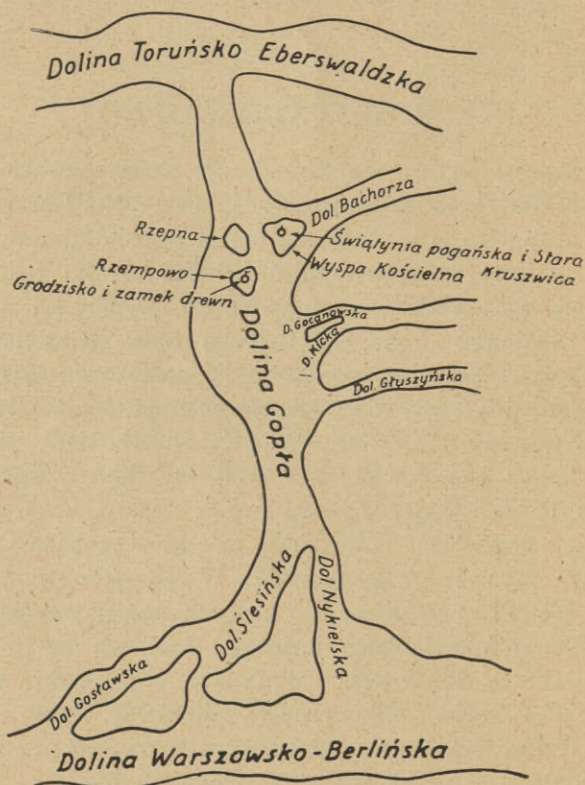 Dolina Toruńsko Eberswaldzka
Dol. Bachorza
Rzepna
Świątynia pogańska i Stara
Wyspa Kościelna Kruszwica
Rzempowo
Grodzisko i zamek drewn
D. Gocanowska
D. Kicka
Dol. Głuszyńska
Dolina Gopła
Dol. Ślesińska
Dol. Nykielska
Dol. Gosławska
Dolina Warszawsko-Berlińska